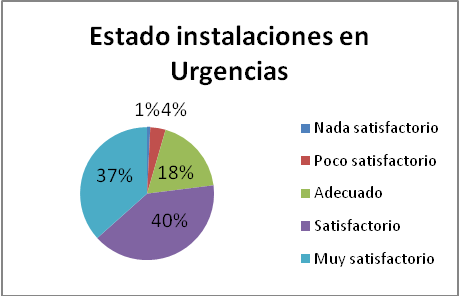 Estado instalaciones en
Urgencias
1% 4%
37%
18%
40%
Nada satisfactorio
Poco satisfactorio
Adecuado
Satisfactorio
Muy satisfactorio